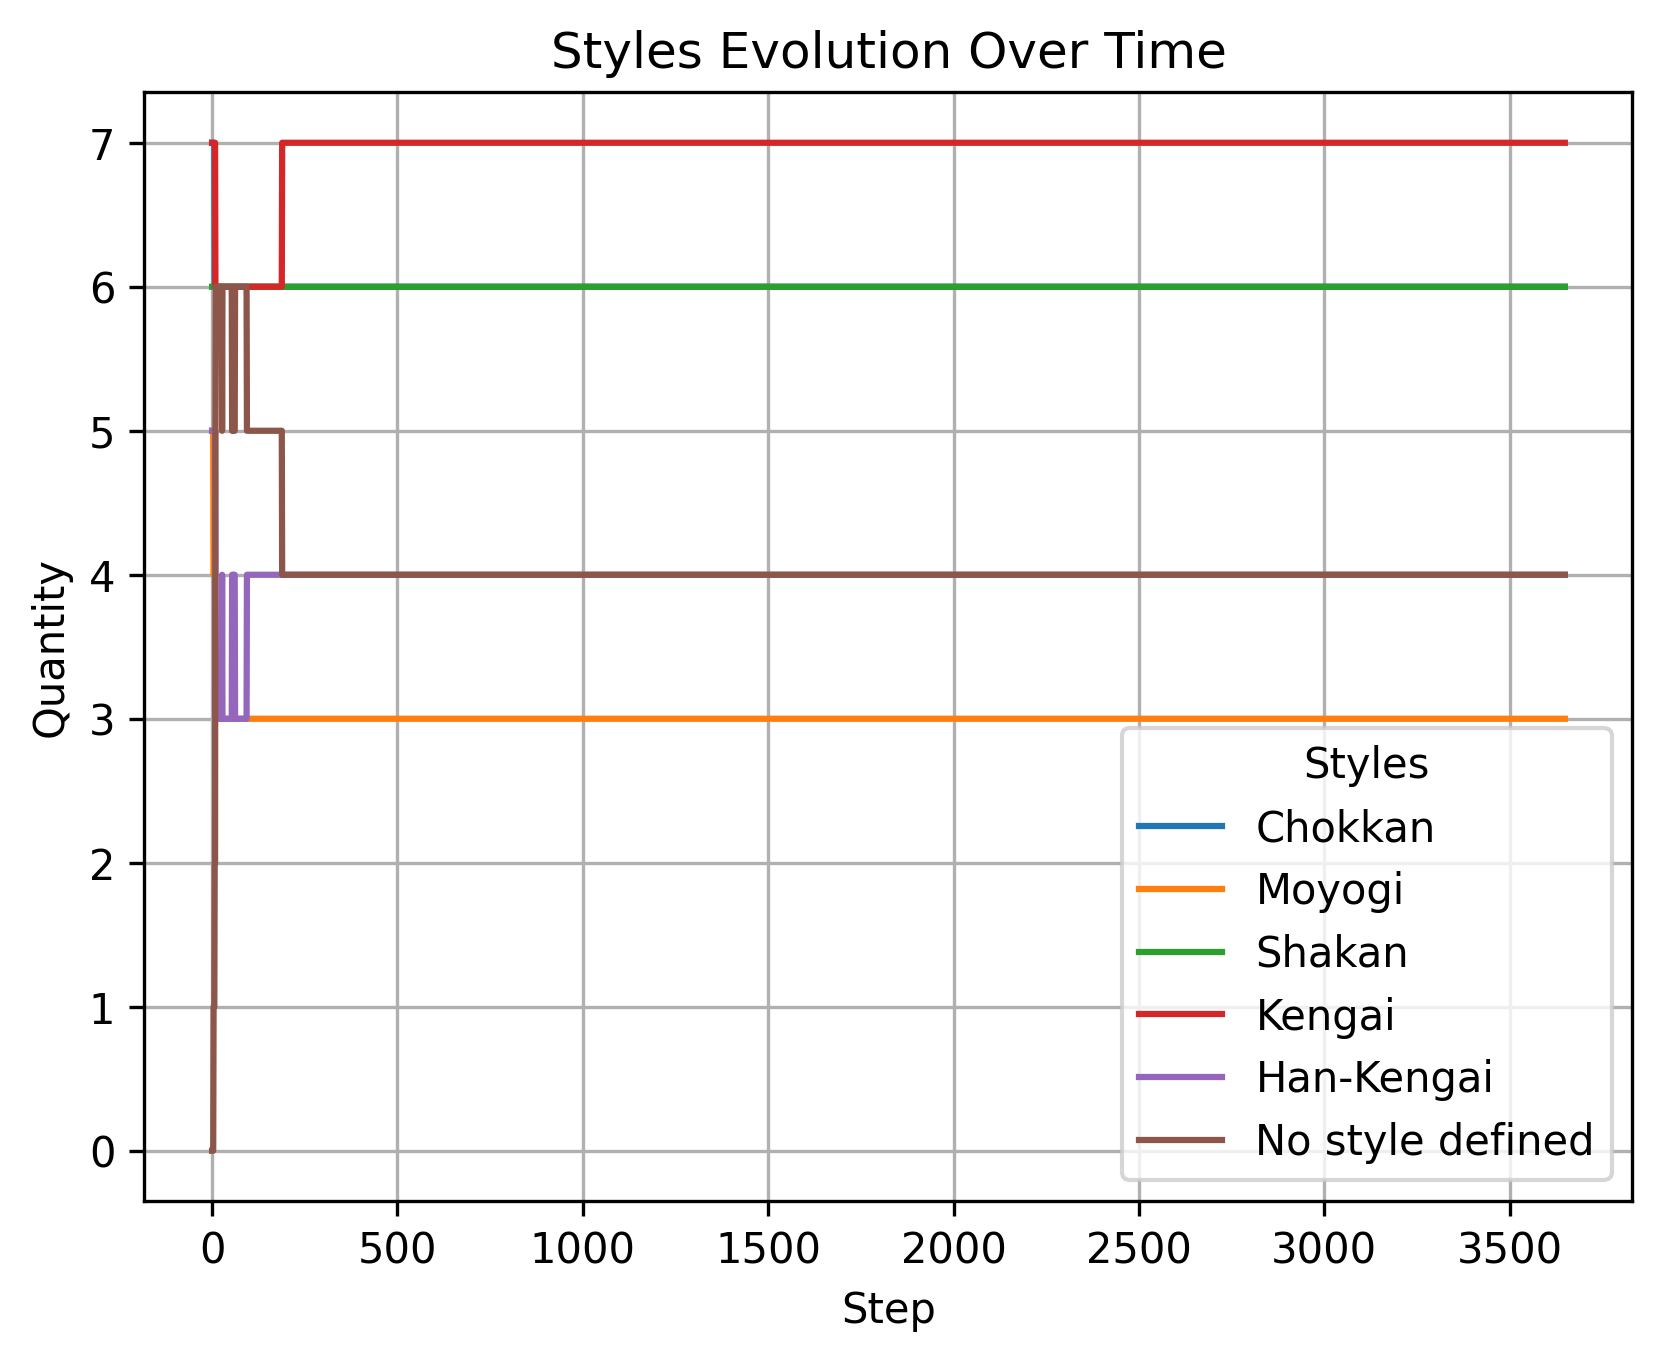 Styles Evolution Over Time
Quantity
7
6
5
4
3
2
1
0
Styles
Chokkan
Moyogi
Shakan
Kengai
Han-Kengai
No style defined
0 500 1000 1500 2000 2500 3000 3500
Step